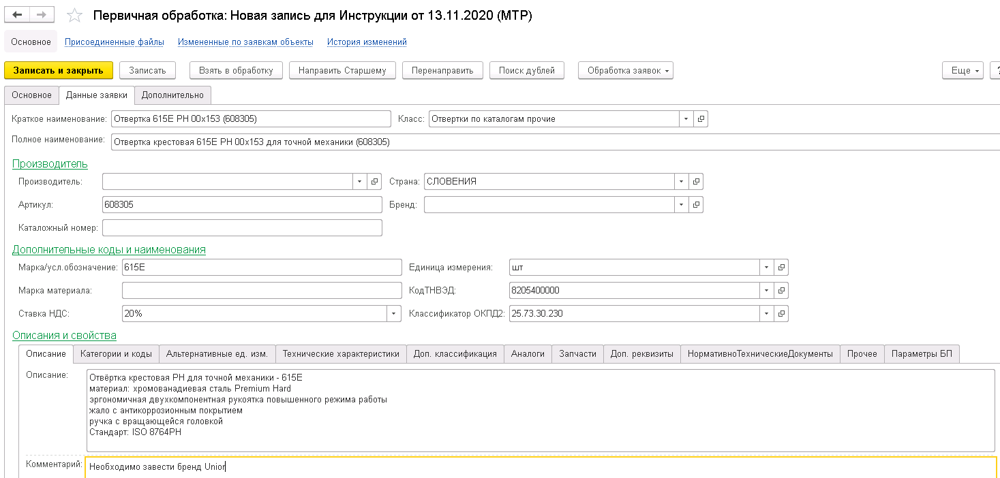 Первичная обработка: Новая запись для Инструкции от 13.11.2020 (МТР)
Основное Присоединенные файлы Измененные по заявкам объекты История изменений
Записать и закрыть Записать Взять в обработку Направить Старшему Перенаправить Поиск дублей Обработка заявок Еще ?
Основное Данные заявки Дополнительно
Краткое наименование: Отвертка 615E PH 00x153 (608305) Класс: Отвертки по каталогам прочие
Полное наименование: Отвертка крестовая 615E PH 00x153 для точной механики (608305)
Производитель
Производитель: Страна: СЛОВЕНИЯ
Артикул: 608305 Бренд:
Каталожный номер:
Дополнительные коды и наименования
Марка/усл.обозначение: 615E Единица измерения: шт
Марка материала: КодТНВЭД: 8205400000
Ставка НДС: 20% Классификатор ОКПД2: 25.73.30.230
Описания и свойства
Описание Категории и коды Альтернативные ед. изм. Технические характеристики Доп. классификация Аналоги Запчасти Доп. реквизиты НормативноТехническиеДокументы Прочее Параметры БП
Описание: Отвёртка крестовая PH для точной механики - 615E
материал: хромованадиевая сталь Premium Hard
эргономичная двухкомпонентная рукоятка повышенного режима работы
жало с антикоррозионным покрытием
ручка с вращающейся головкой
Стандарт: ISO 8764PH
Комментарий: Необходимо завести бренд Unior